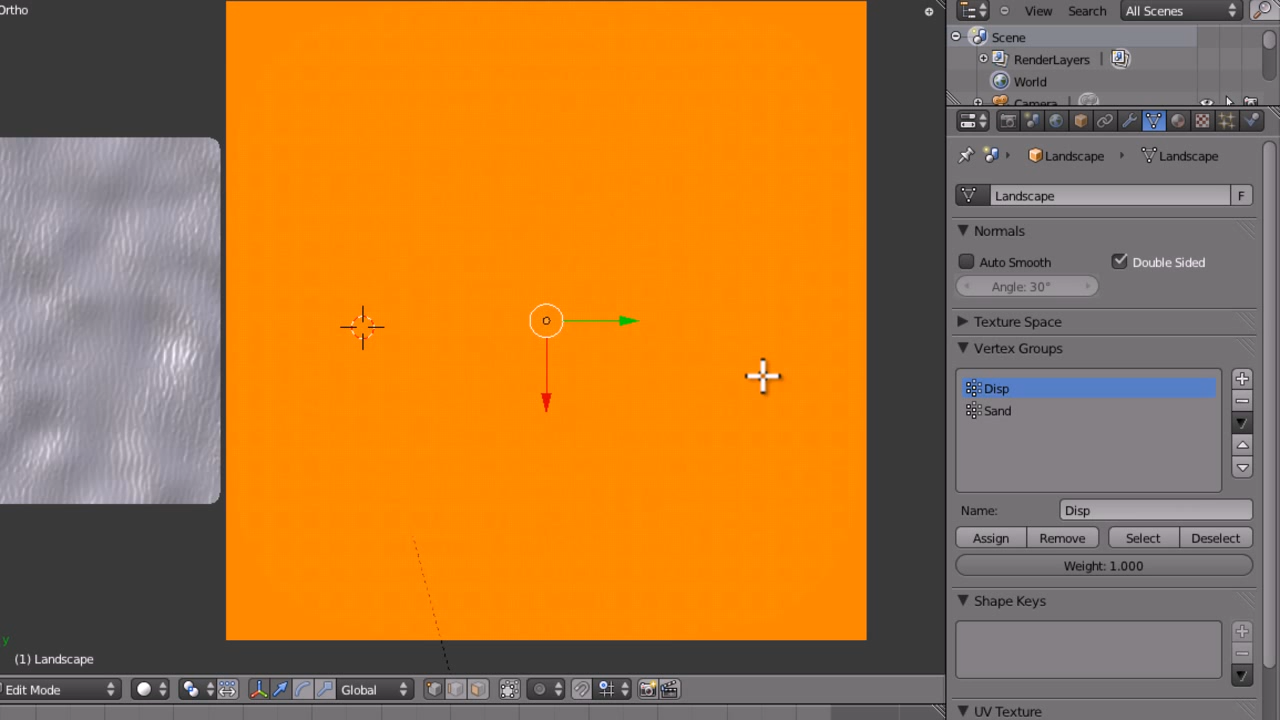 Ortho
View Search All Scenes
Scene
RenderLayers
World
Camera
Landscape Landscape
Landscape F
Normals
Auto Smooth Double Sided
Angle: 30°
Texture Space
Vertex Groups
Disp
Sand
Name: Disp
Assign Remove Select Deselect
Weight: 1.000
Shape Keys
UV Texture
y
(1) Landscape
Edit Mode Global